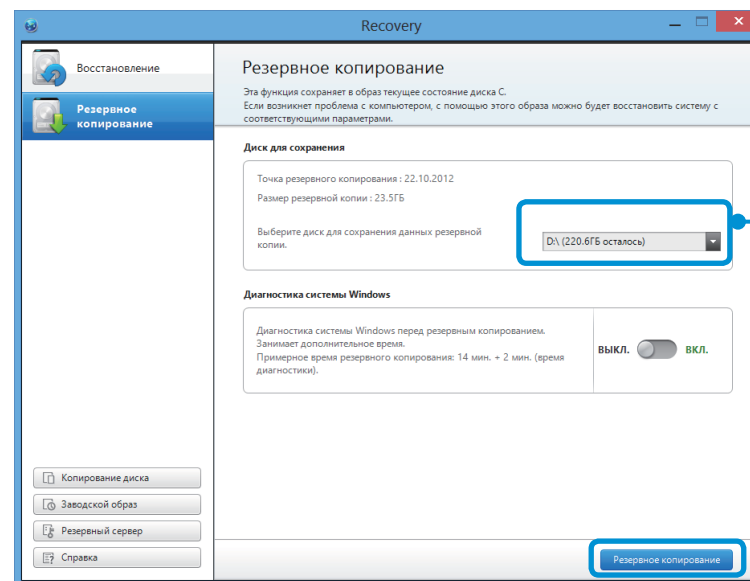 Recovery
Восстановление
Резервное
копирование
Резервное копирование
Эта функция сохраняет в образ текущее состояние диска C.
Если возникнет проблема с компьютером, с помощью этого образа можно будет восстановить систему с
соответствующими параметрами.
Диск для сохранения
Точка резервного копирования : 22.10.2012
Размер резервной копии : 23.5ГБ
Выберите диск для сохранения данных резервной
копии.
D:\ (220.6ГБ осталось)
Диагностика системы Windows
Диагностика системы Windows перед резервным копированием.
Занимает дополнительное время.
Примерное время резервного копирования: 14 мин. + 2 мин. (время
диагностики).
ВЫКЛ. ВКЛ.
Копирование диска
Заводской образ
Резервный сервер
Справка
Резервное копирование